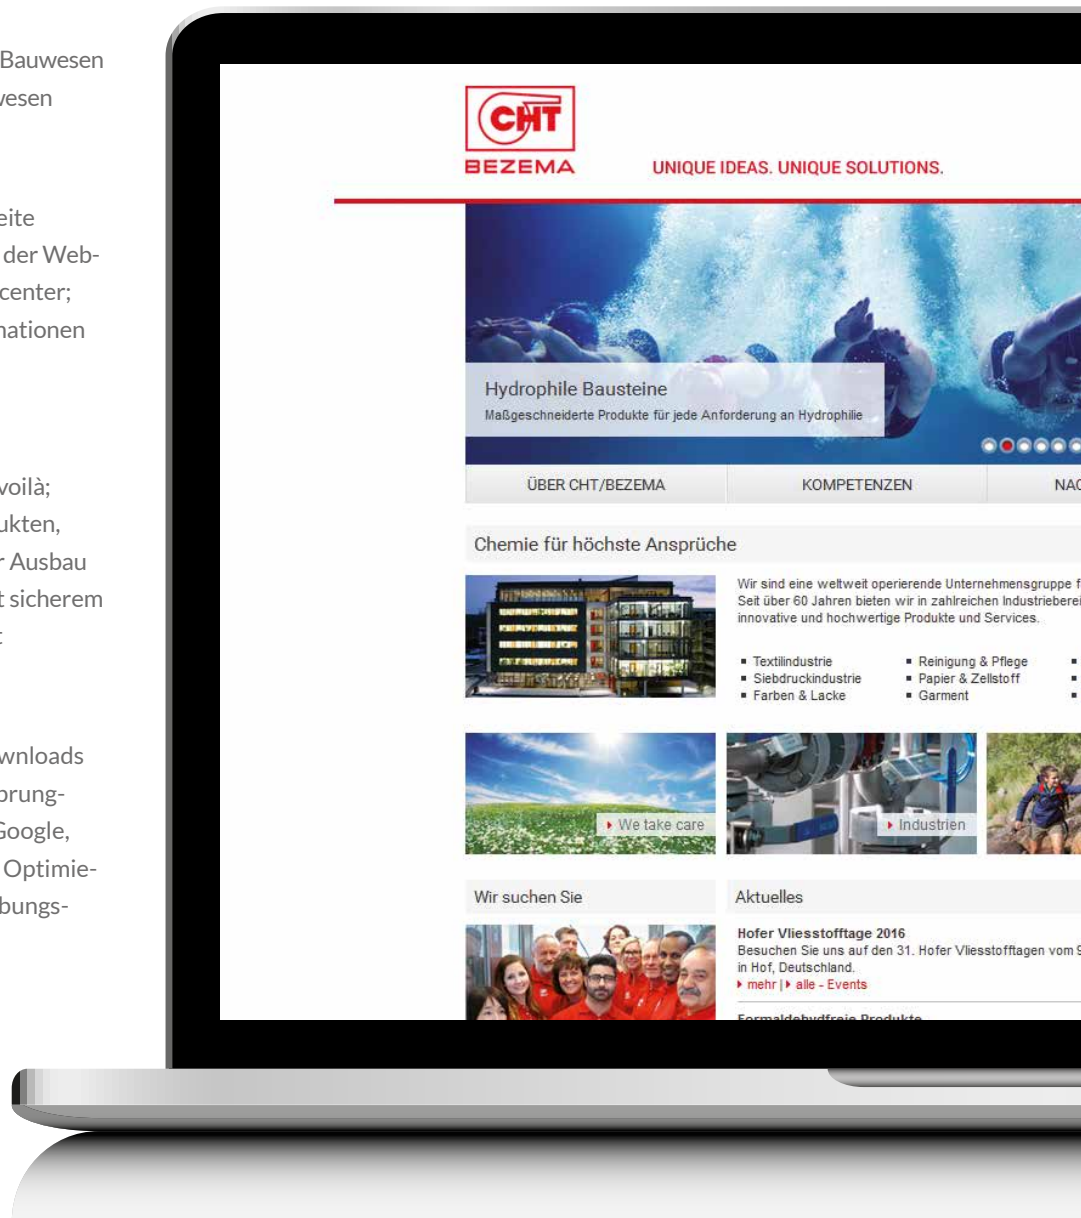 Bauwesen
wesen
eite
der Web-
center;
nationen
voilà;
ukten,
r Ausbau
t sicherem
t
wnloads
prung-
Google,
Optimie-
bungs-
CHT
BEZEMA
UNIQUE IDEAS. UNIQUE SOLUTIONS.
Hydrophile Bausteine
Maßgeschneiderte Produkte für jede Anforderung an Hydrophilie
ÜBER CHT/BEZEMA
KOMPETENZEN
NAC
Chemie für höchste Ansprüche
Wir sind eine weltweit operierende Unternehmensgruppe f
Seit über 60 Jahren bieten wir in zahlreichen Industrieberei
innovative und hochwertige Produkte und Services.
Textilindustrie
Siebdruckindustrie
Farben & Lacke
Reinigung & Pflege
Papier & Zellstoff
Garment
We take care
Industrien
Wir suchen Sie
Aktuelles
Hofer Vliesstofftage 2016
Besuchen Sie uns auf den 31. Hofer Vliesstofftagen vom 9
in Hof, Deutschland.
mehr | alle - Events
Formaldehydfreie Produkte